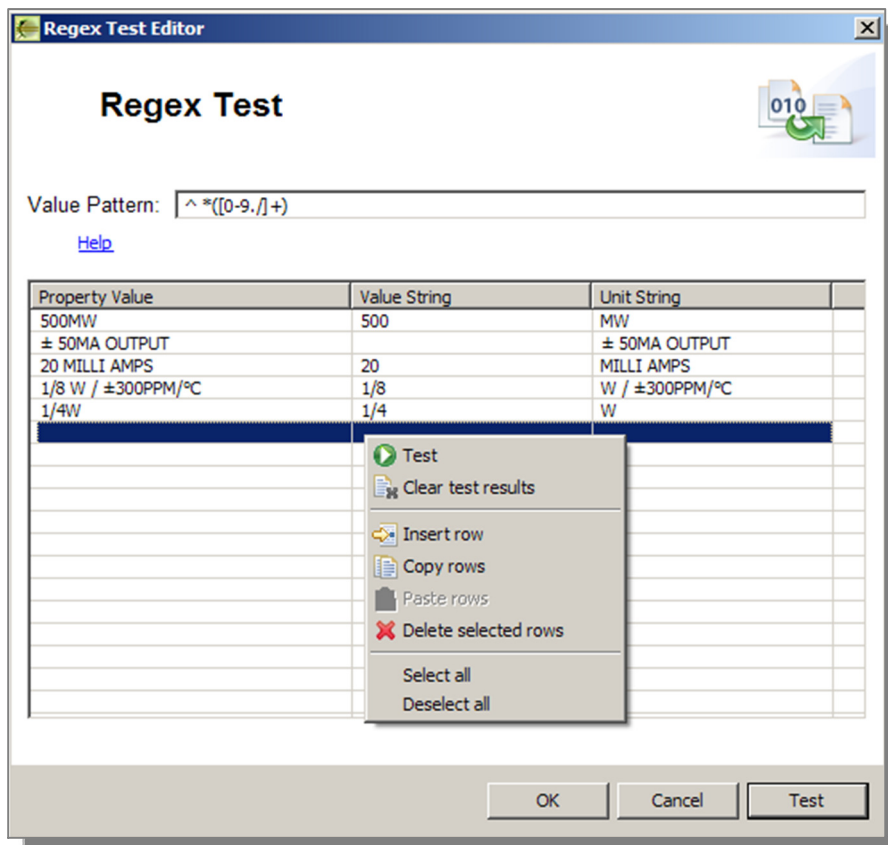 Regex Test Editor
Regex Test
010
Value Pattern: ^ *([0-9./]+)
Help
Property Value Value String Unit String
500MW 500 MW
± 50MA OUTPUT ± 50MA OUTPUT
20 MILLI AMPS 20 MILLI AMPS
1/8 W / ±300PPM/°C 1/8 W / ±300PPM/°C
1/4W 1/4 W
Test
Clear test results
Insert row
Copy rows
Paste rows
Delete selected rows
Select all
Deselect all
OK Cancel Test